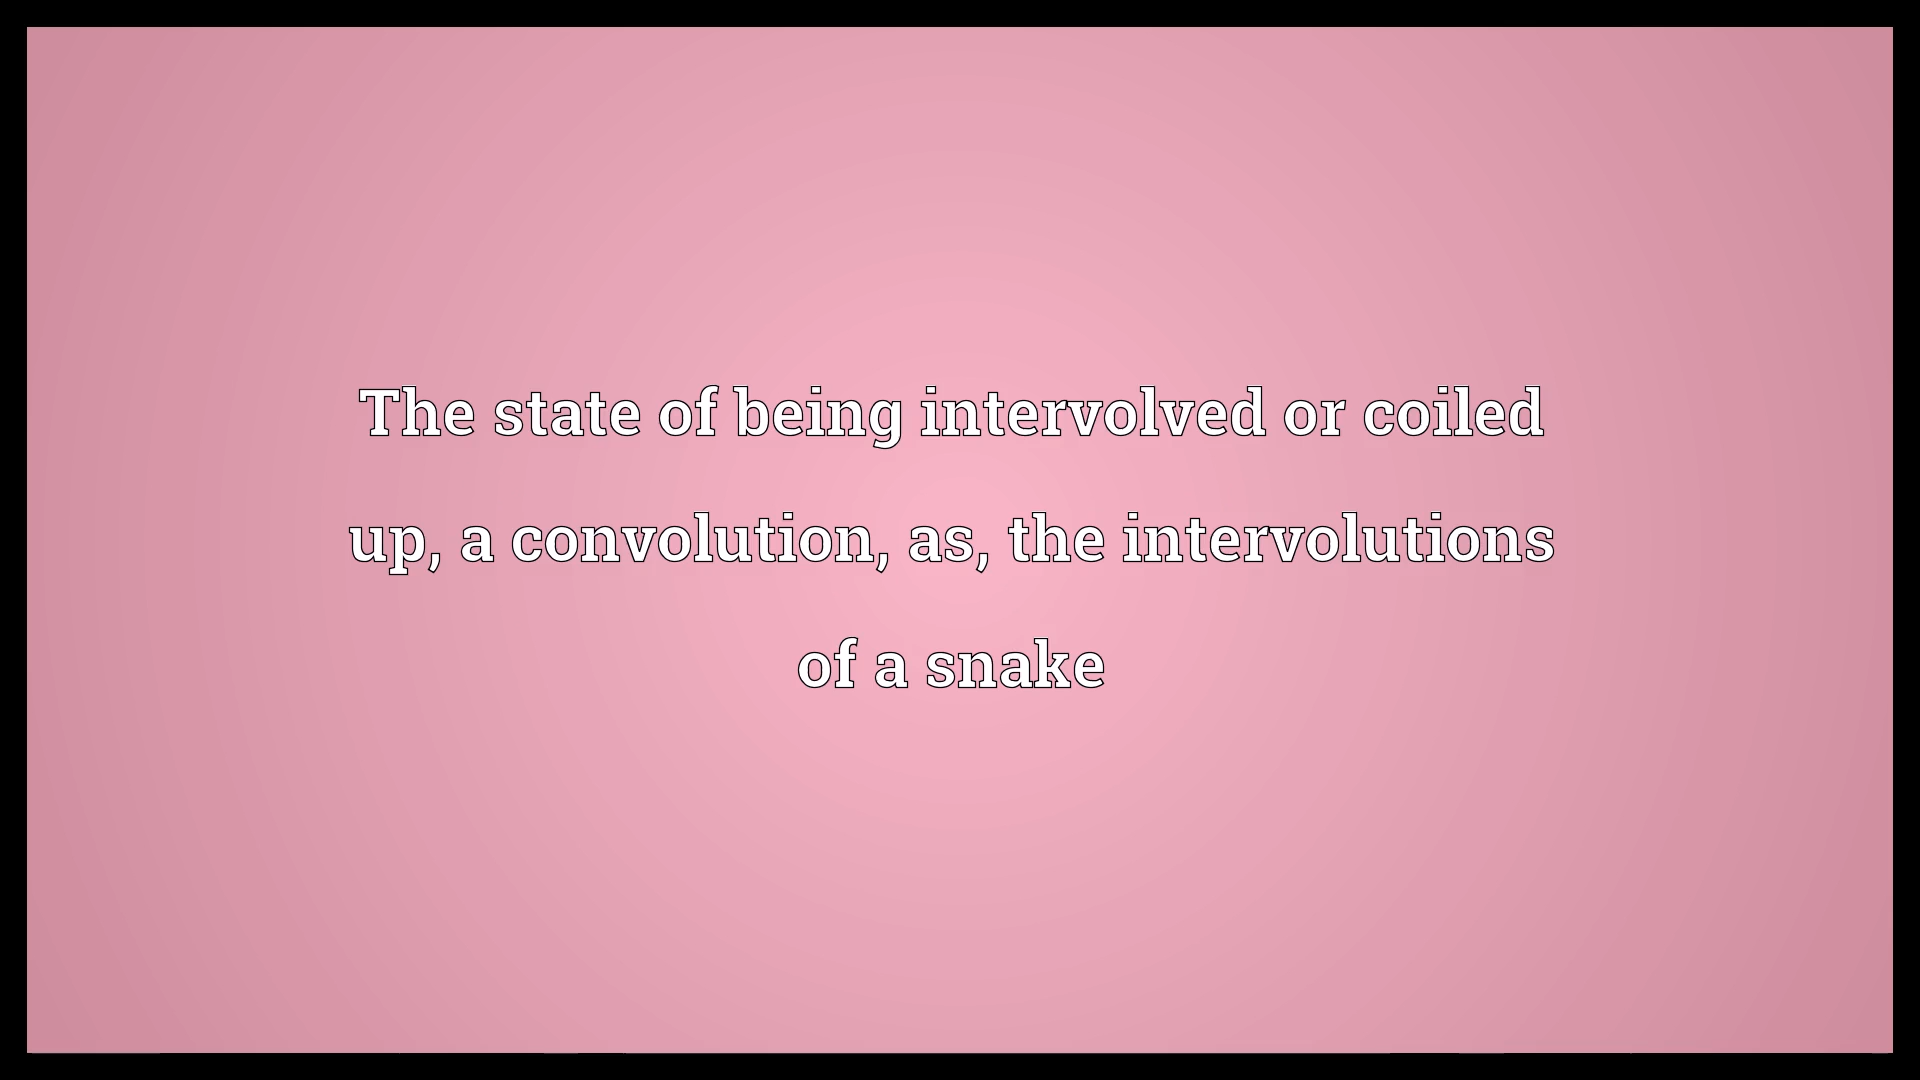 The state of being intervolved or coiled
up, a convolution, as, the intervolutions
of a snake